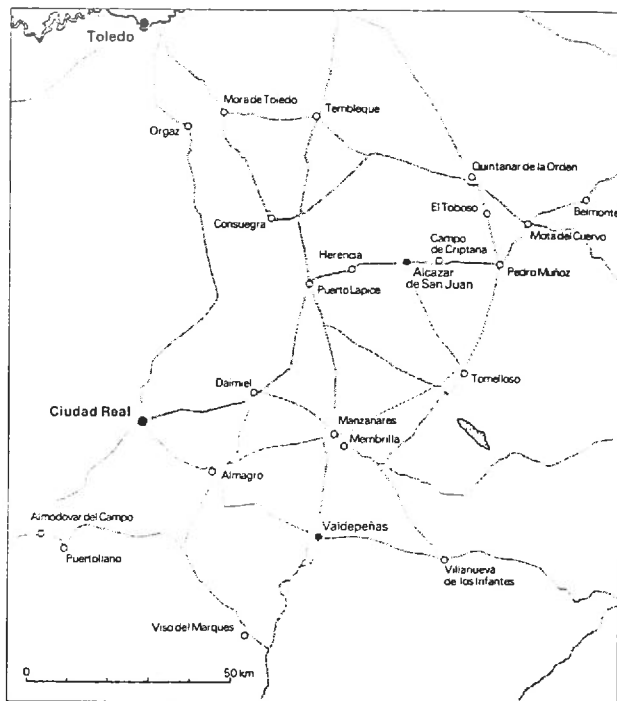 Toledo
Mora de Toledo
Tembleque
Orgaz
Quintanar de la Orden
El Toboso
Belmonte
Consuegra
Mota del Cuervo
Herencia
Campo
de Criptana
Alcazar
de San Juan
Pedro Muñoz
Puerto Lapice
Daimiel
Tomelloso
Ciudad Real
Manzanares
Membrilla
Almagro
Almodovar del Campo
Puertollano
Valdepeñas
Villanueva
de los Infantes
Viso del Marques
0
50 km